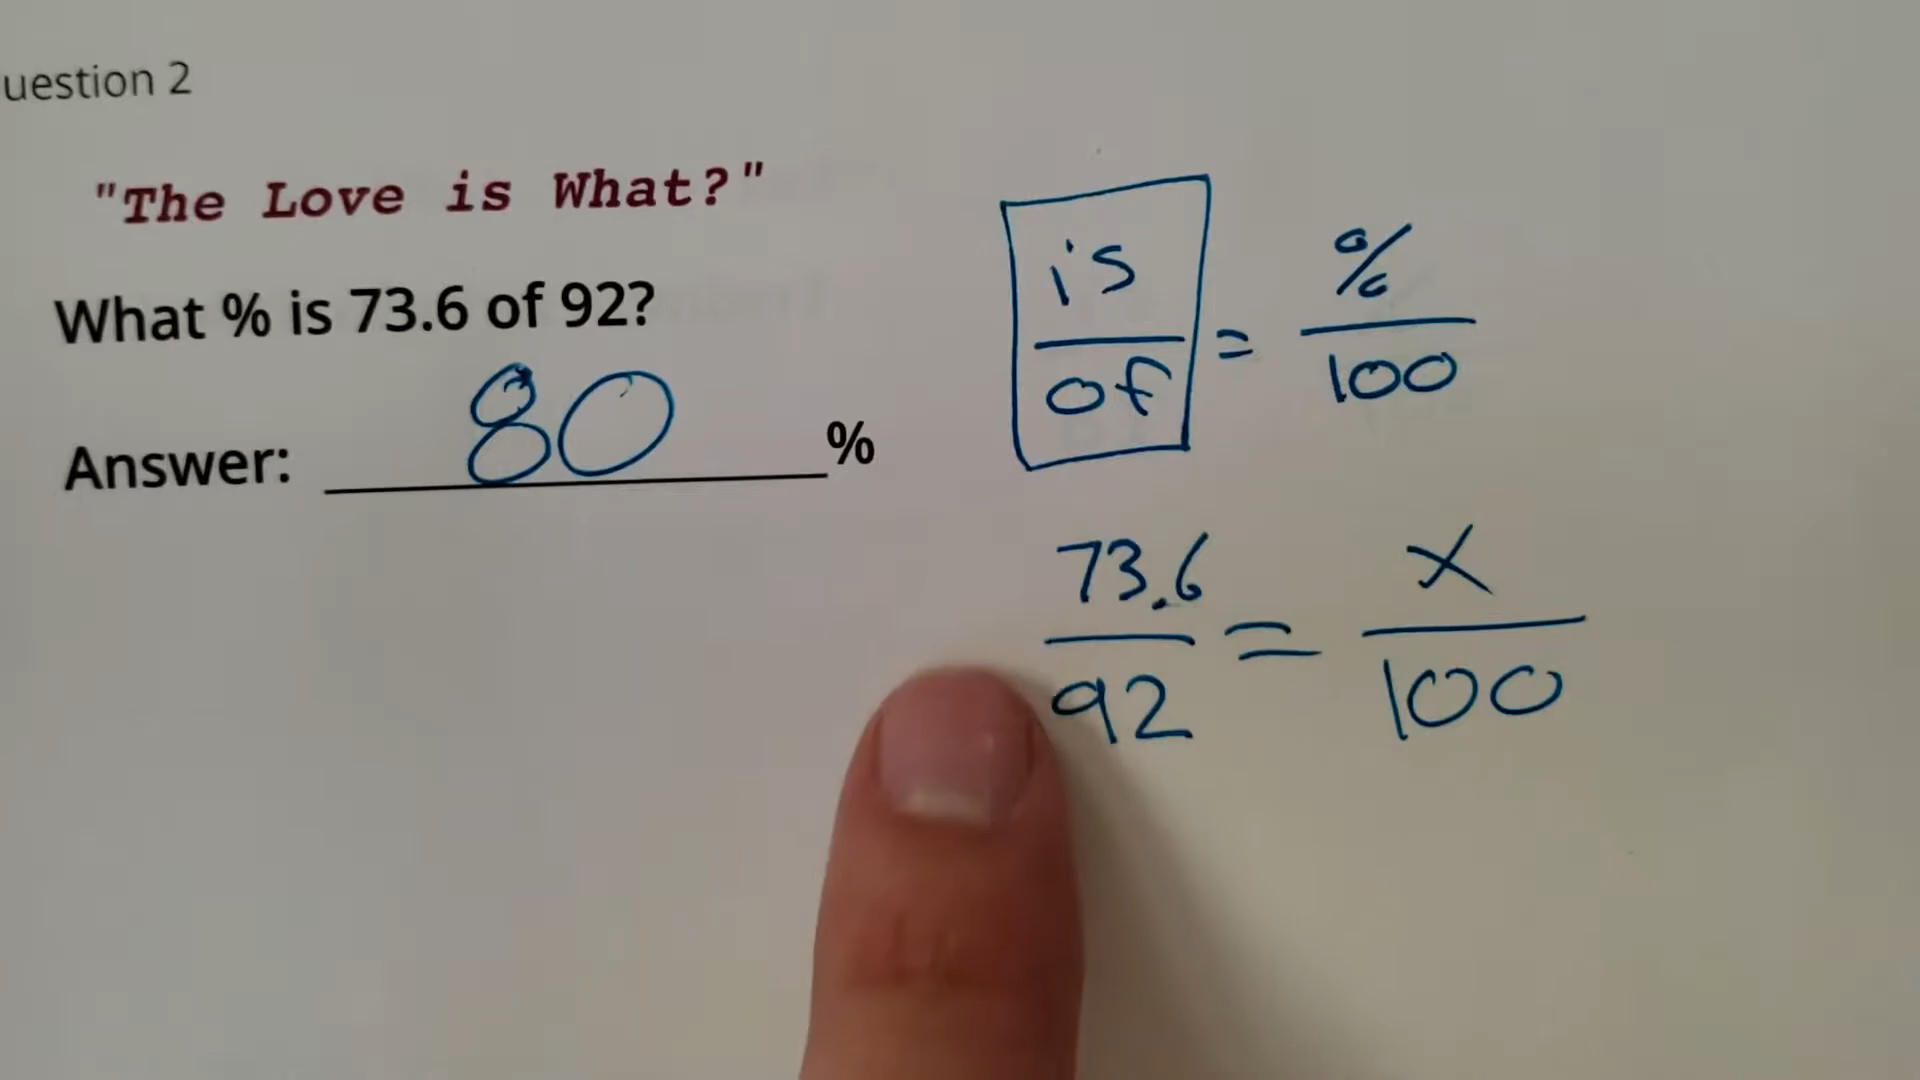 uestion 2
"The Love is What?"
What % is 73.6 of 92?
Answer: 80 %
is
of
=
%
100
73.6
92
=
x
100